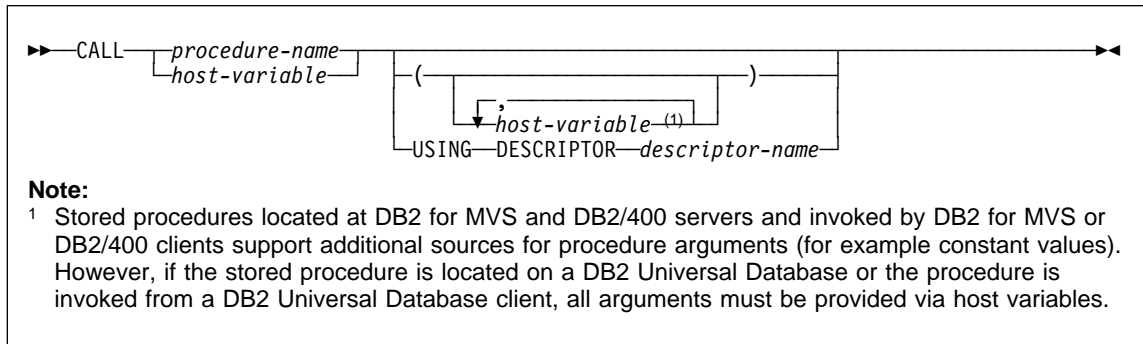 CALL procedure-name
host-variable
( )
,
host-variable (1)
USING DESCRIPTOR descriptor-name
Note:
1 Stored procedures located at DB2 for MVS and DB2/400 servers and invoked by DB2 for MVS or
DB2/400 clients support additional sources for procedure arguments (for example constant values).
However, if the stored procedure is located on a DB2 Universal Database or the procedure is
invoked from a DB2 Universal Database client, all arguments must be provided via host variables.